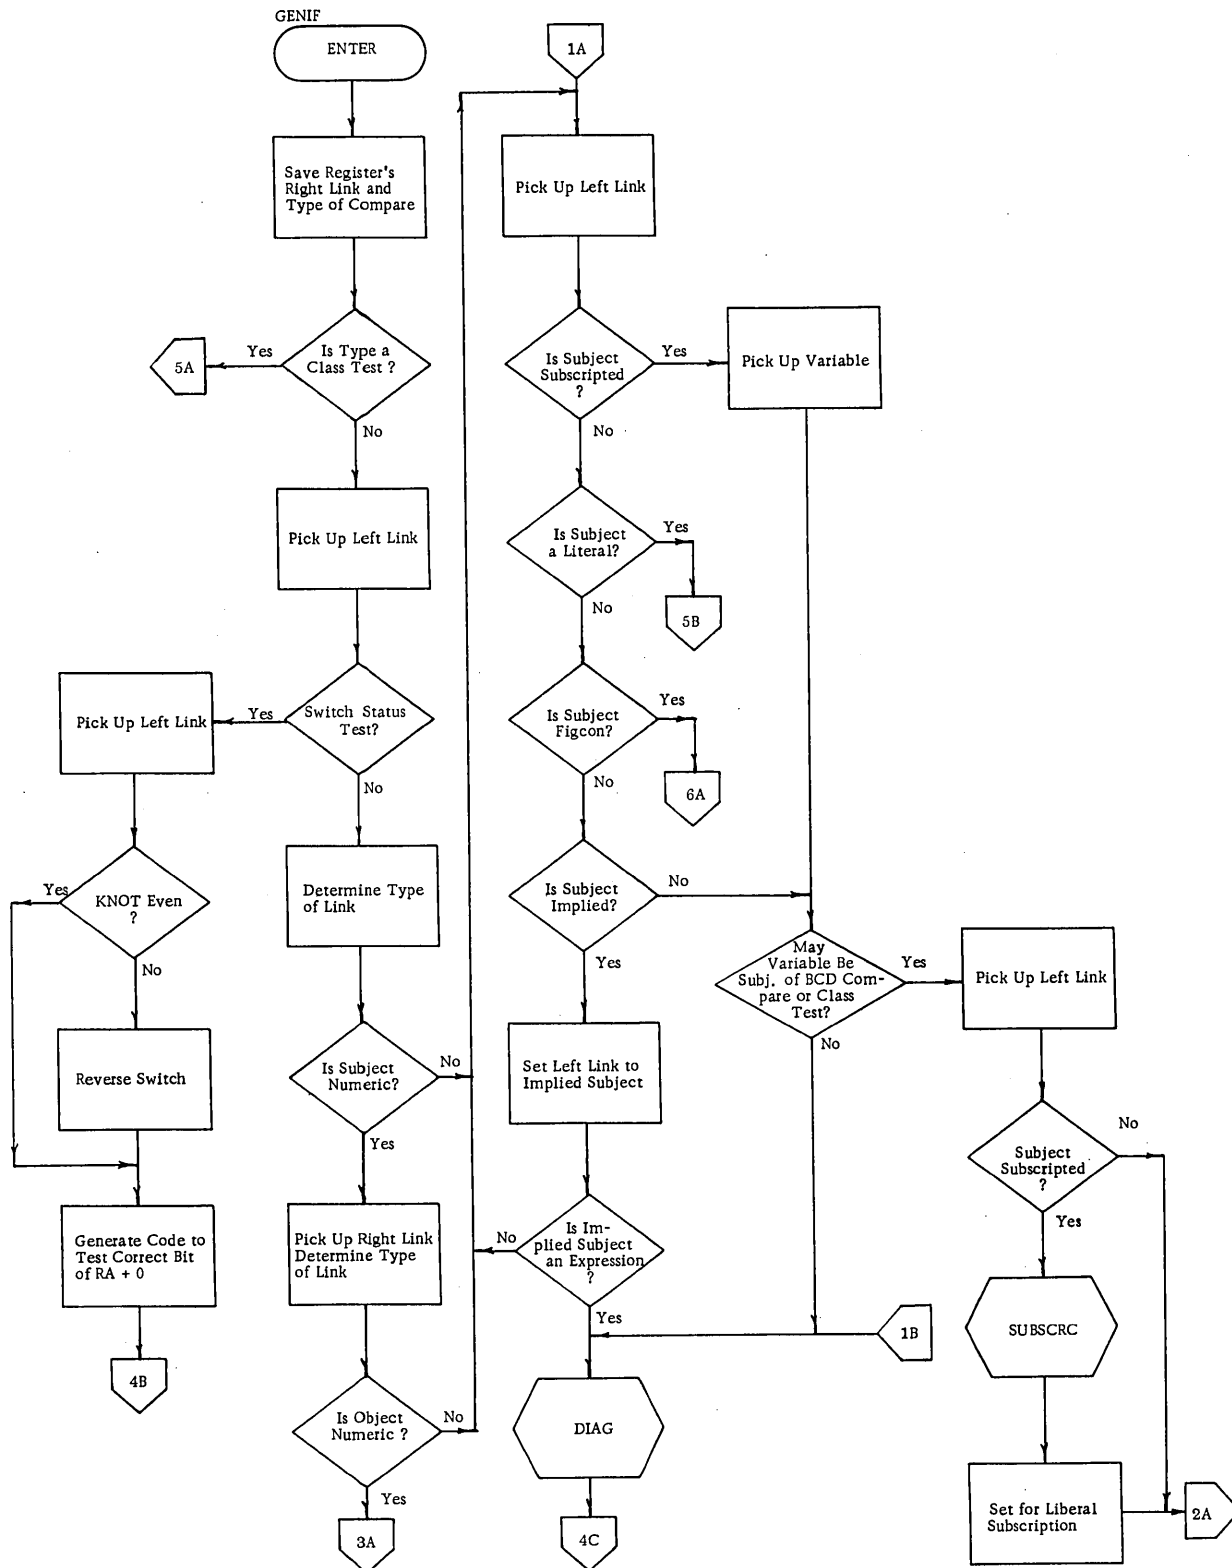 GENIF
ENTER
Save Register's
Right Link and
Type of Compare
Is Type a
Class Test ?
Yes
5A
No
Pick Up Left Link
Switch Status
Test?
Yes
Pick Up Left Link
KNOT Even
?
Yes
No
Reverse Switch
Generate Code to
Test Correct Bit
of RA + 0
4B
No
Determine Type
of Link
Is Subject
Numeric?
No
Yes
Pick Up Right Link
Determine Type
of Link
Is Object
Numeric ?
No
Yes
3A
1A
Pick Up Left Link
Is Subject
Subscripted
?
Yes
Pick Up Variable
No
Is Subject
a Literal?
Yes
5B
No
Is Subject
Figcon?
Yes
6A
No
Is Subject
Implied?
No
Yes
Set Left Link to
Implied Subject
Is Im-
plied Subject
an Expression
?
No
Yes
DIAG
4C
May
Variable Be
Subj. of BCD Com-
pare or Class
Test?
Yes
No
1B
Pick Up Left Link
Subject
Subscripted
?
No
Yes
SUBSCRC
Set for Liberal
Subscription
2A